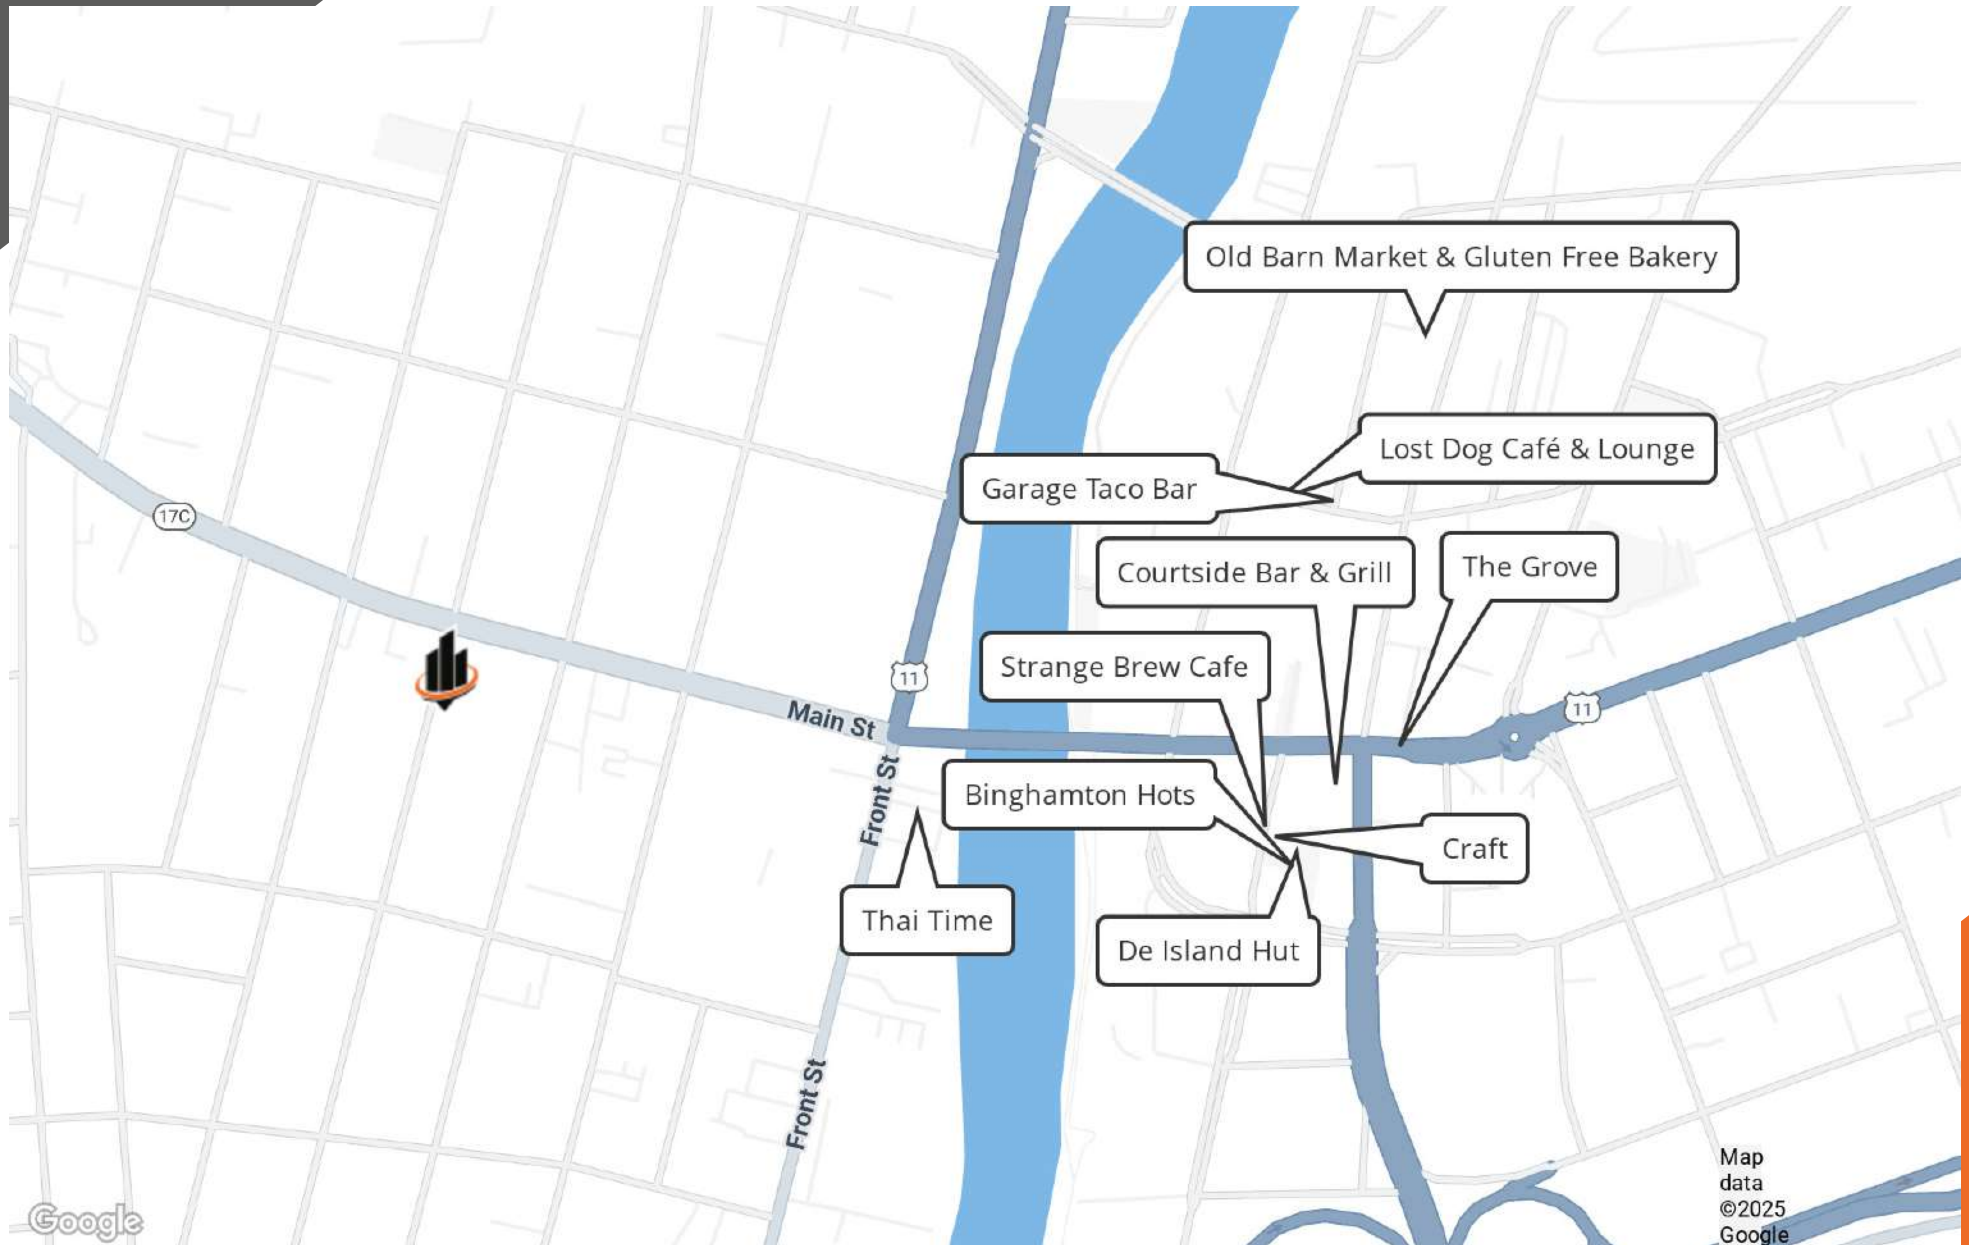 Old Barn Market & Gluten Free Bakery
Lost Dog Café & Lounge
Garage Taco Bar
17C
Courtside Bar & Grill
The Grove
Strange Brew Cafe
11
11
Main St
Front St
Binghamton Hots
Craft
Thai Time
De Island Hut
Front St
Map
data
©2025
Google
Google